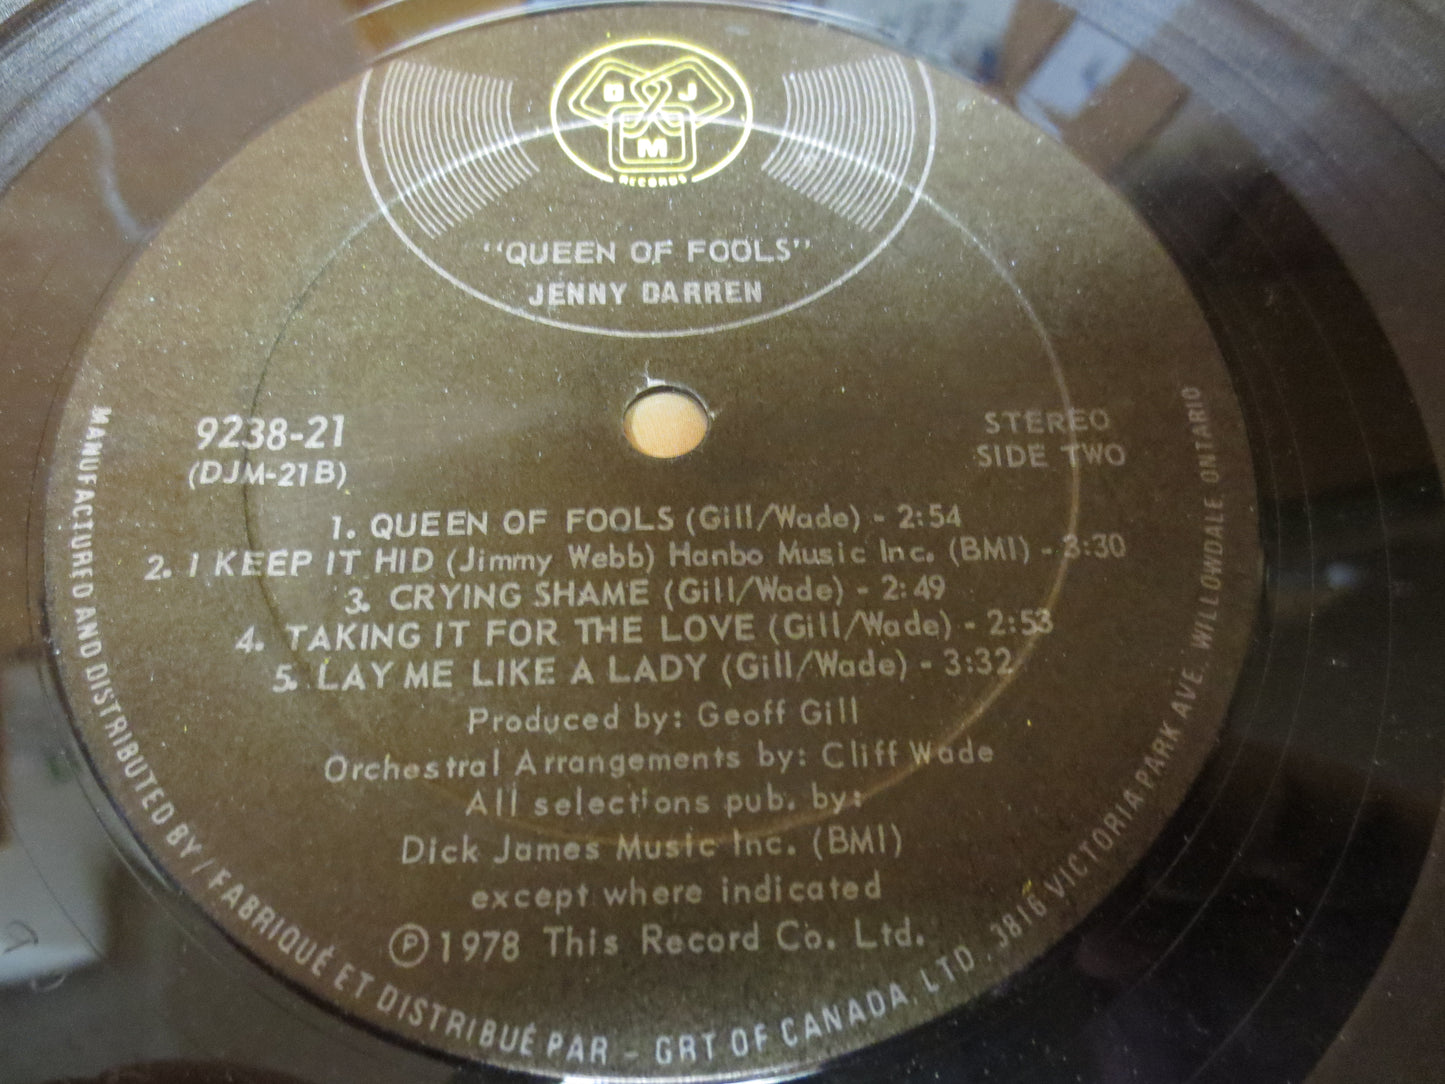 D J
M
RECORDS
"QUEEN OF FOOLS"
JENNY DARREN
9238-21
(DJM-21B)
STEREO
SIDE TWO
1. QUEEN OF FOOLS (Gill/Wade) - 2:54
2. I KEEP IT HID (Jimmy Webb) Hanbo Music Inc. (BMI) - 3:30
3. CRYING SHAME (Gill/Wade) - 2:49
4. TAKING IT FOR THE LOVE (Gill/Wade) - 2:53
5. LAY ME LIKE A LADY (Gill/Wade) - 3:32
Produced by: Geoff Gill
Orchestral Arrangements by: Cliff Wade
All selections pub. by:
Dick James Music Inc. (BMI)
except where indicated
℗ 1978 This Record Co. Ltd.
MANUFACTURED AND DISTRIBUTED BY / FABRIQUÉ ET DISTRIBUÉ PAR – GRT OF CANADA, LTD., 3816 VICTORIA PARK AVE., WILLOWDALE ONTARIO